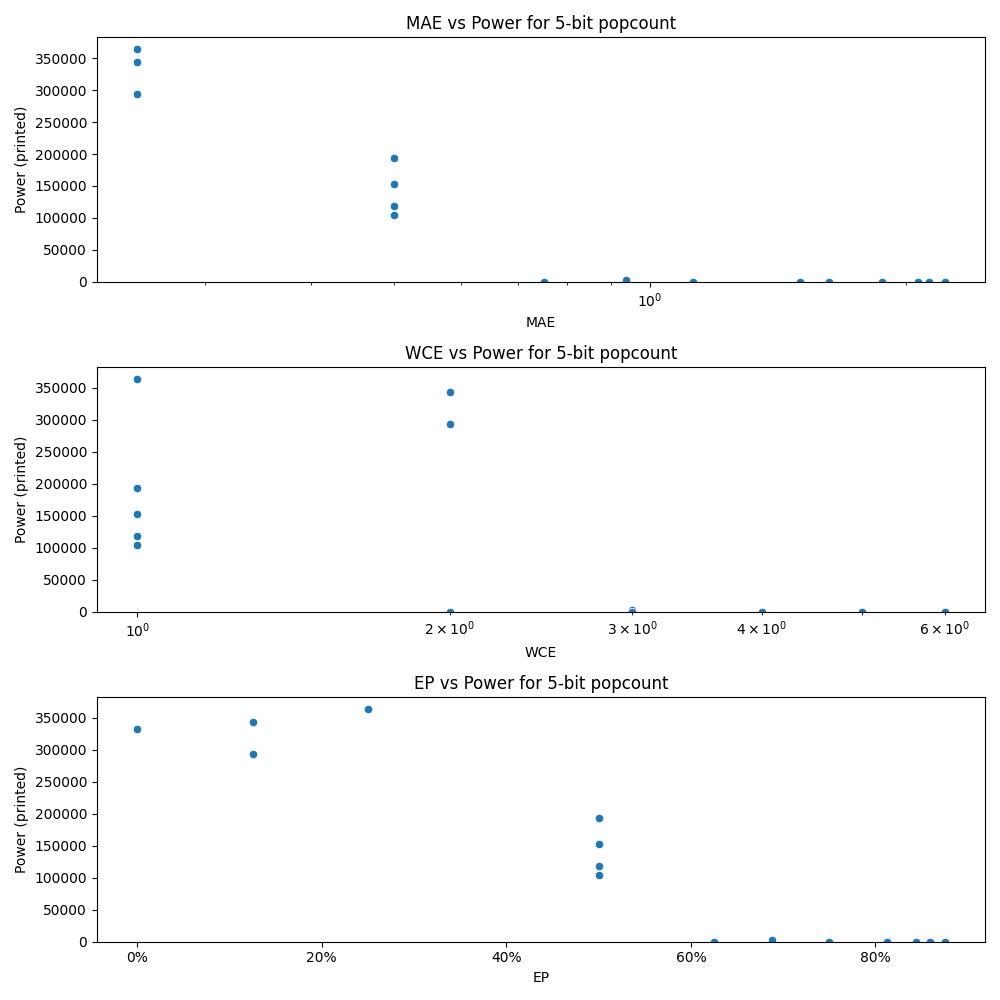 MAE vs Power for 5-bit popcount
350000
300000
250000
200000
150000
100000
50000
0
Power (printed)
10⁰
MAE
WCE vs Power for 5-bit popcount
350000
300000
250000
200000
150000
100000
50000
0
Power (printed)
10⁰ 2 × 10⁰ 3 × 10⁰ 4 × 10⁰ 6 × 10⁰
WCE
EP vs Power for 5-bit popcount
350000
300000
250000
200000
150000
100000
50000
0
Power (printed)
0% 20% 40% 60% 80%
EP